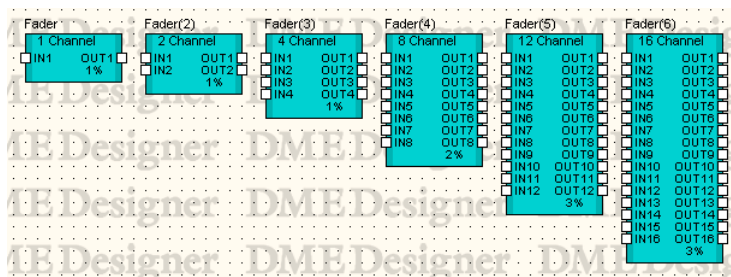 Fader
1 Channel
IN1 OUT1
1%
Fader(2)
2 Channel
IN1 OUT1
IN2 OUT2
1%
Fader(3)
4 Channel
IN1 OUT1
IN2 OUT2
IN3 OUT3
IN4 OUT4
1%
Fader(4)
8 Channel
IN1 OUT1
IN2 OUT2
IN3 OUT3
IN4 OUT4
IN5 OUT5
IN6 OUT6
IN7 OUT7
IN8 OUT8
2%
Fader(5)
12 Channel
IN1 OUT1
IN2 OUT2
IN3 OUT3
IN4 OUT4
IN5 OUT5
IN6 OUT6
IN7 OUT7
IN8 OUT8
IN9 OUT9
IN10 OUT10
IN11 OUT11
IN12 OUT12
3%
Fader(6)
16 Channel
IN1 OUT1
IN2 OUT2
IN3 OUT3
IN4 OUT4
IN5 OUT5
IN6 OUT6
IN7 OUT7
IN8 OUT8
IN9 OUT9
IN10 OUT10
IN11 OUT11
IN12 OUT12
IN13 OUT13
IN14 OUT14
IN15 OUT15
IN16 OUT16
3%
DME Designer
DME Designer
DME Designer